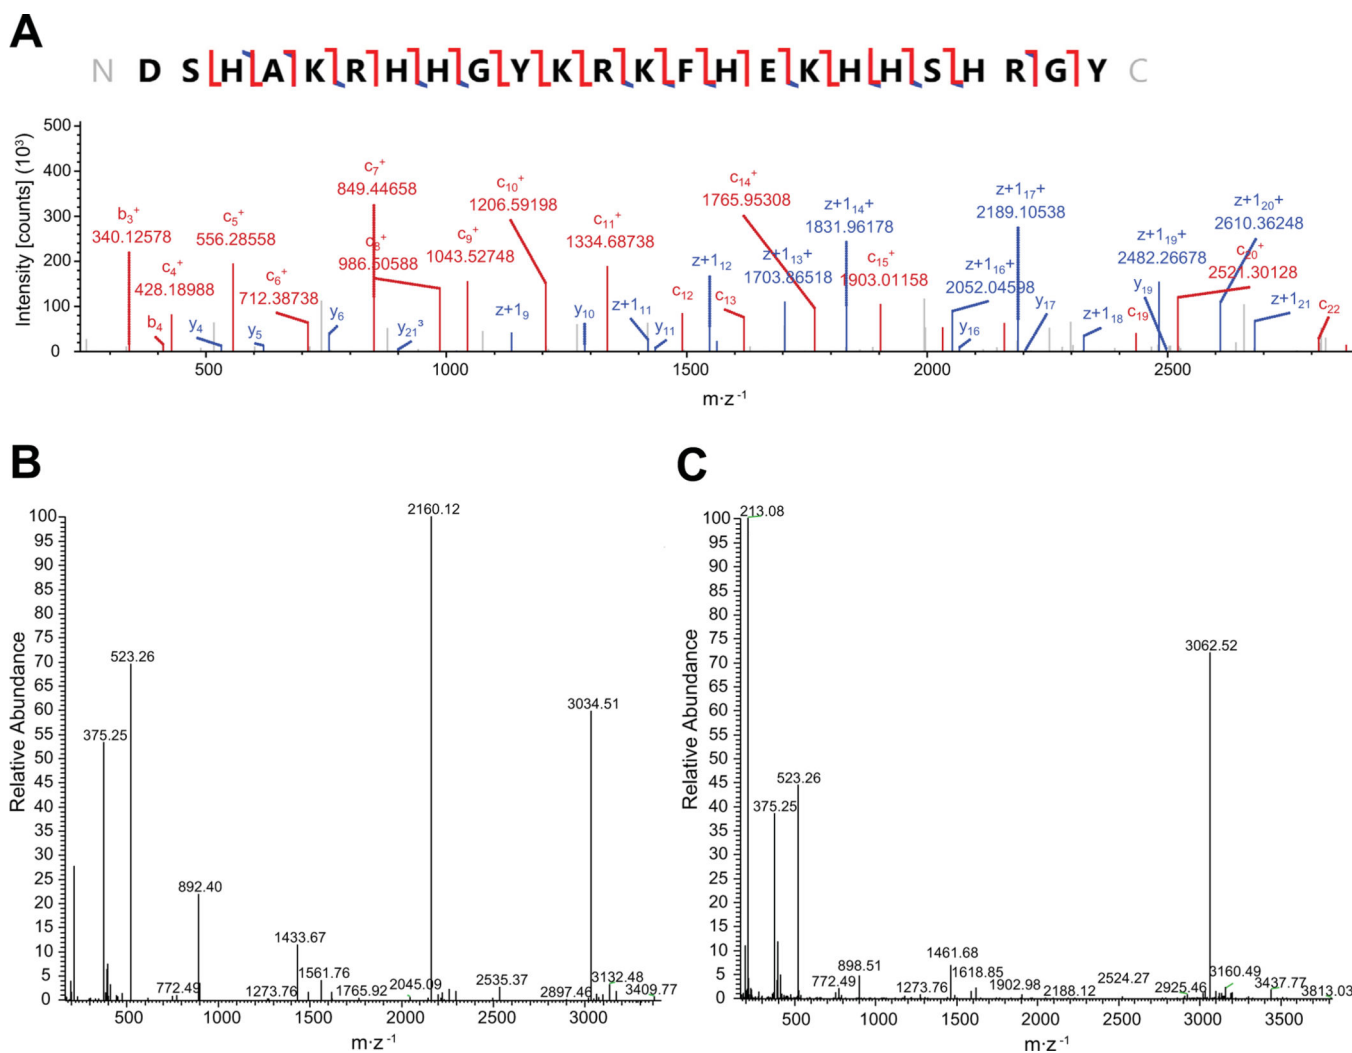 A
N D S H A K R H H G Y K R K F H E K H H S H R G Y C
Intensity [counts] (10³)
500
400
300
200
100
0
b₃⁺
340.12578
b₄
c₄⁺
428.18988
y₄
c₅⁺
556.28558
y₅
c₆⁺
712.38738
y₆
c₇⁺
849.44658
c₈⁺
986.50588
y₂₁³
c₉⁺
1043.52748
z+1₉
c₁₀⁺
1206.59198
y₁₀
c₁₁⁺
1334.68738
z+1₁₁
y₁₁
c₁₂
z+1₁₂
c₁₃
c₁₄⁺
1765.95308
z+1₁₃+
1703.86518
z+1₁₄+
1831.96178
c₁₅⁺
1903.01158
z+1₁₆+
2052.04598
y₁₆
z+1₁₇+
2189.10538
y₁₇
z+1₁₈
c₁₉
y₁₉
z+1₁₉+
2482.26678
z+1₂₀+
2610.36248
c₂₀⁺
2521.30128
z+1₂₁
c₂₂
500 1000 1500 2000 2500
m·z⁻¹
B
Relative Abundance
100
95
90
85
80
75
70
65
60
55
50
45
40
35
30
25
20
15
10
5
0
2160.12
523.26
3034.51
375.25
892.40
1433.67
1561.76
772.49
1273.76
1765.92
2045.09
2535.37
2897.46
3132.48
3409.77
500 1000 1500 2000 2500 3000
m·z⁻¹
C
Relative Abundance
100
95
90
85
80
75
70
65
60
55
50
45
40
35
30
25
20
15
10
5
0
213.08
3062.52
523.26
375.25
898.51
1461.68
1618.85
772.49
1273.76
1902.98
2188.12
2524.27
2925.46
3160.49
3437.77
3813.03
500 1000 1500 2000 2500 3000 3500
m·z⁻¹